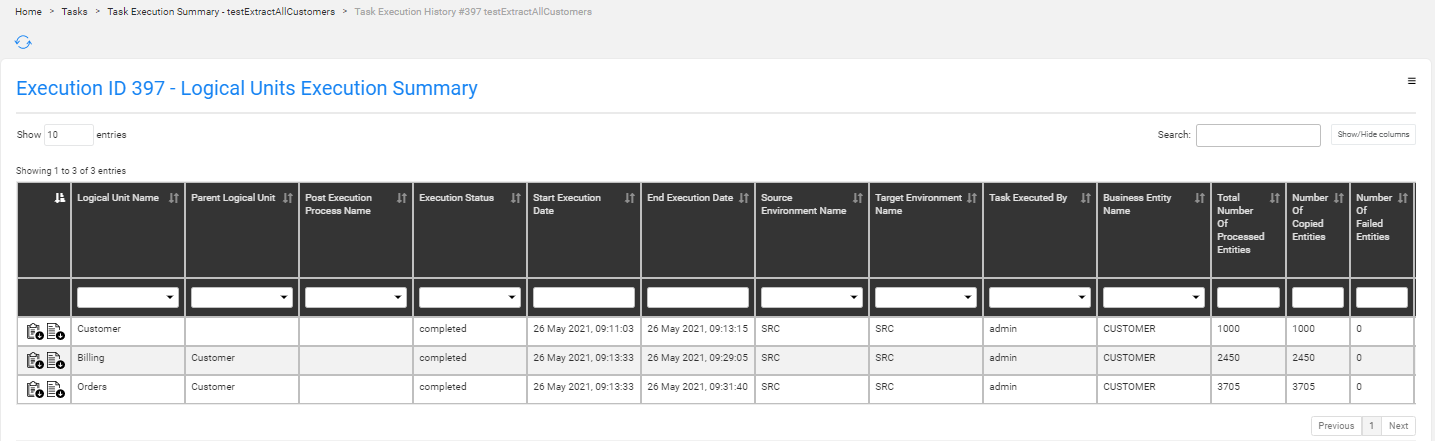 Home > Tasks > Task Execution Summary - testExtractAllCustomers > Task Execution History #397 testExtractAllCustomers
Execution ID 397 - Logical Units Execution Summary
Show 10 entries
Search:
Show/Hide columns
Showing 1 to 3 of 3 entries
Logical Unit Name
Parent Logical Unit
Post Execution
Process Name
Execution Status
Start Execution
Date
End Execution Date
Source
Environment Name
Target Environment
Name
Task Executed By
Business Entity
Name
Total
Number
Of
Processed
Entities
Number
Of
Copied
Entities
Number
Of
Failed
Entities
Customer completed 26 May 2021, 09:11:03 26 May 2021, 09:13:15 SRC SRC admin CUSTOMER 1000 1000 0
Billing Customer completed 26 May 2021, 09:13:33 26 May 2021, 09:29:05 SRC SRC admin CUSTOMER 2450 2450 0
Orders Customer completed 26 May 2021, 09:13:33 26 May 2021, 09:31:40 SRC SRC admin CUSTOMER 3705 3705 0
Previous 1 Next